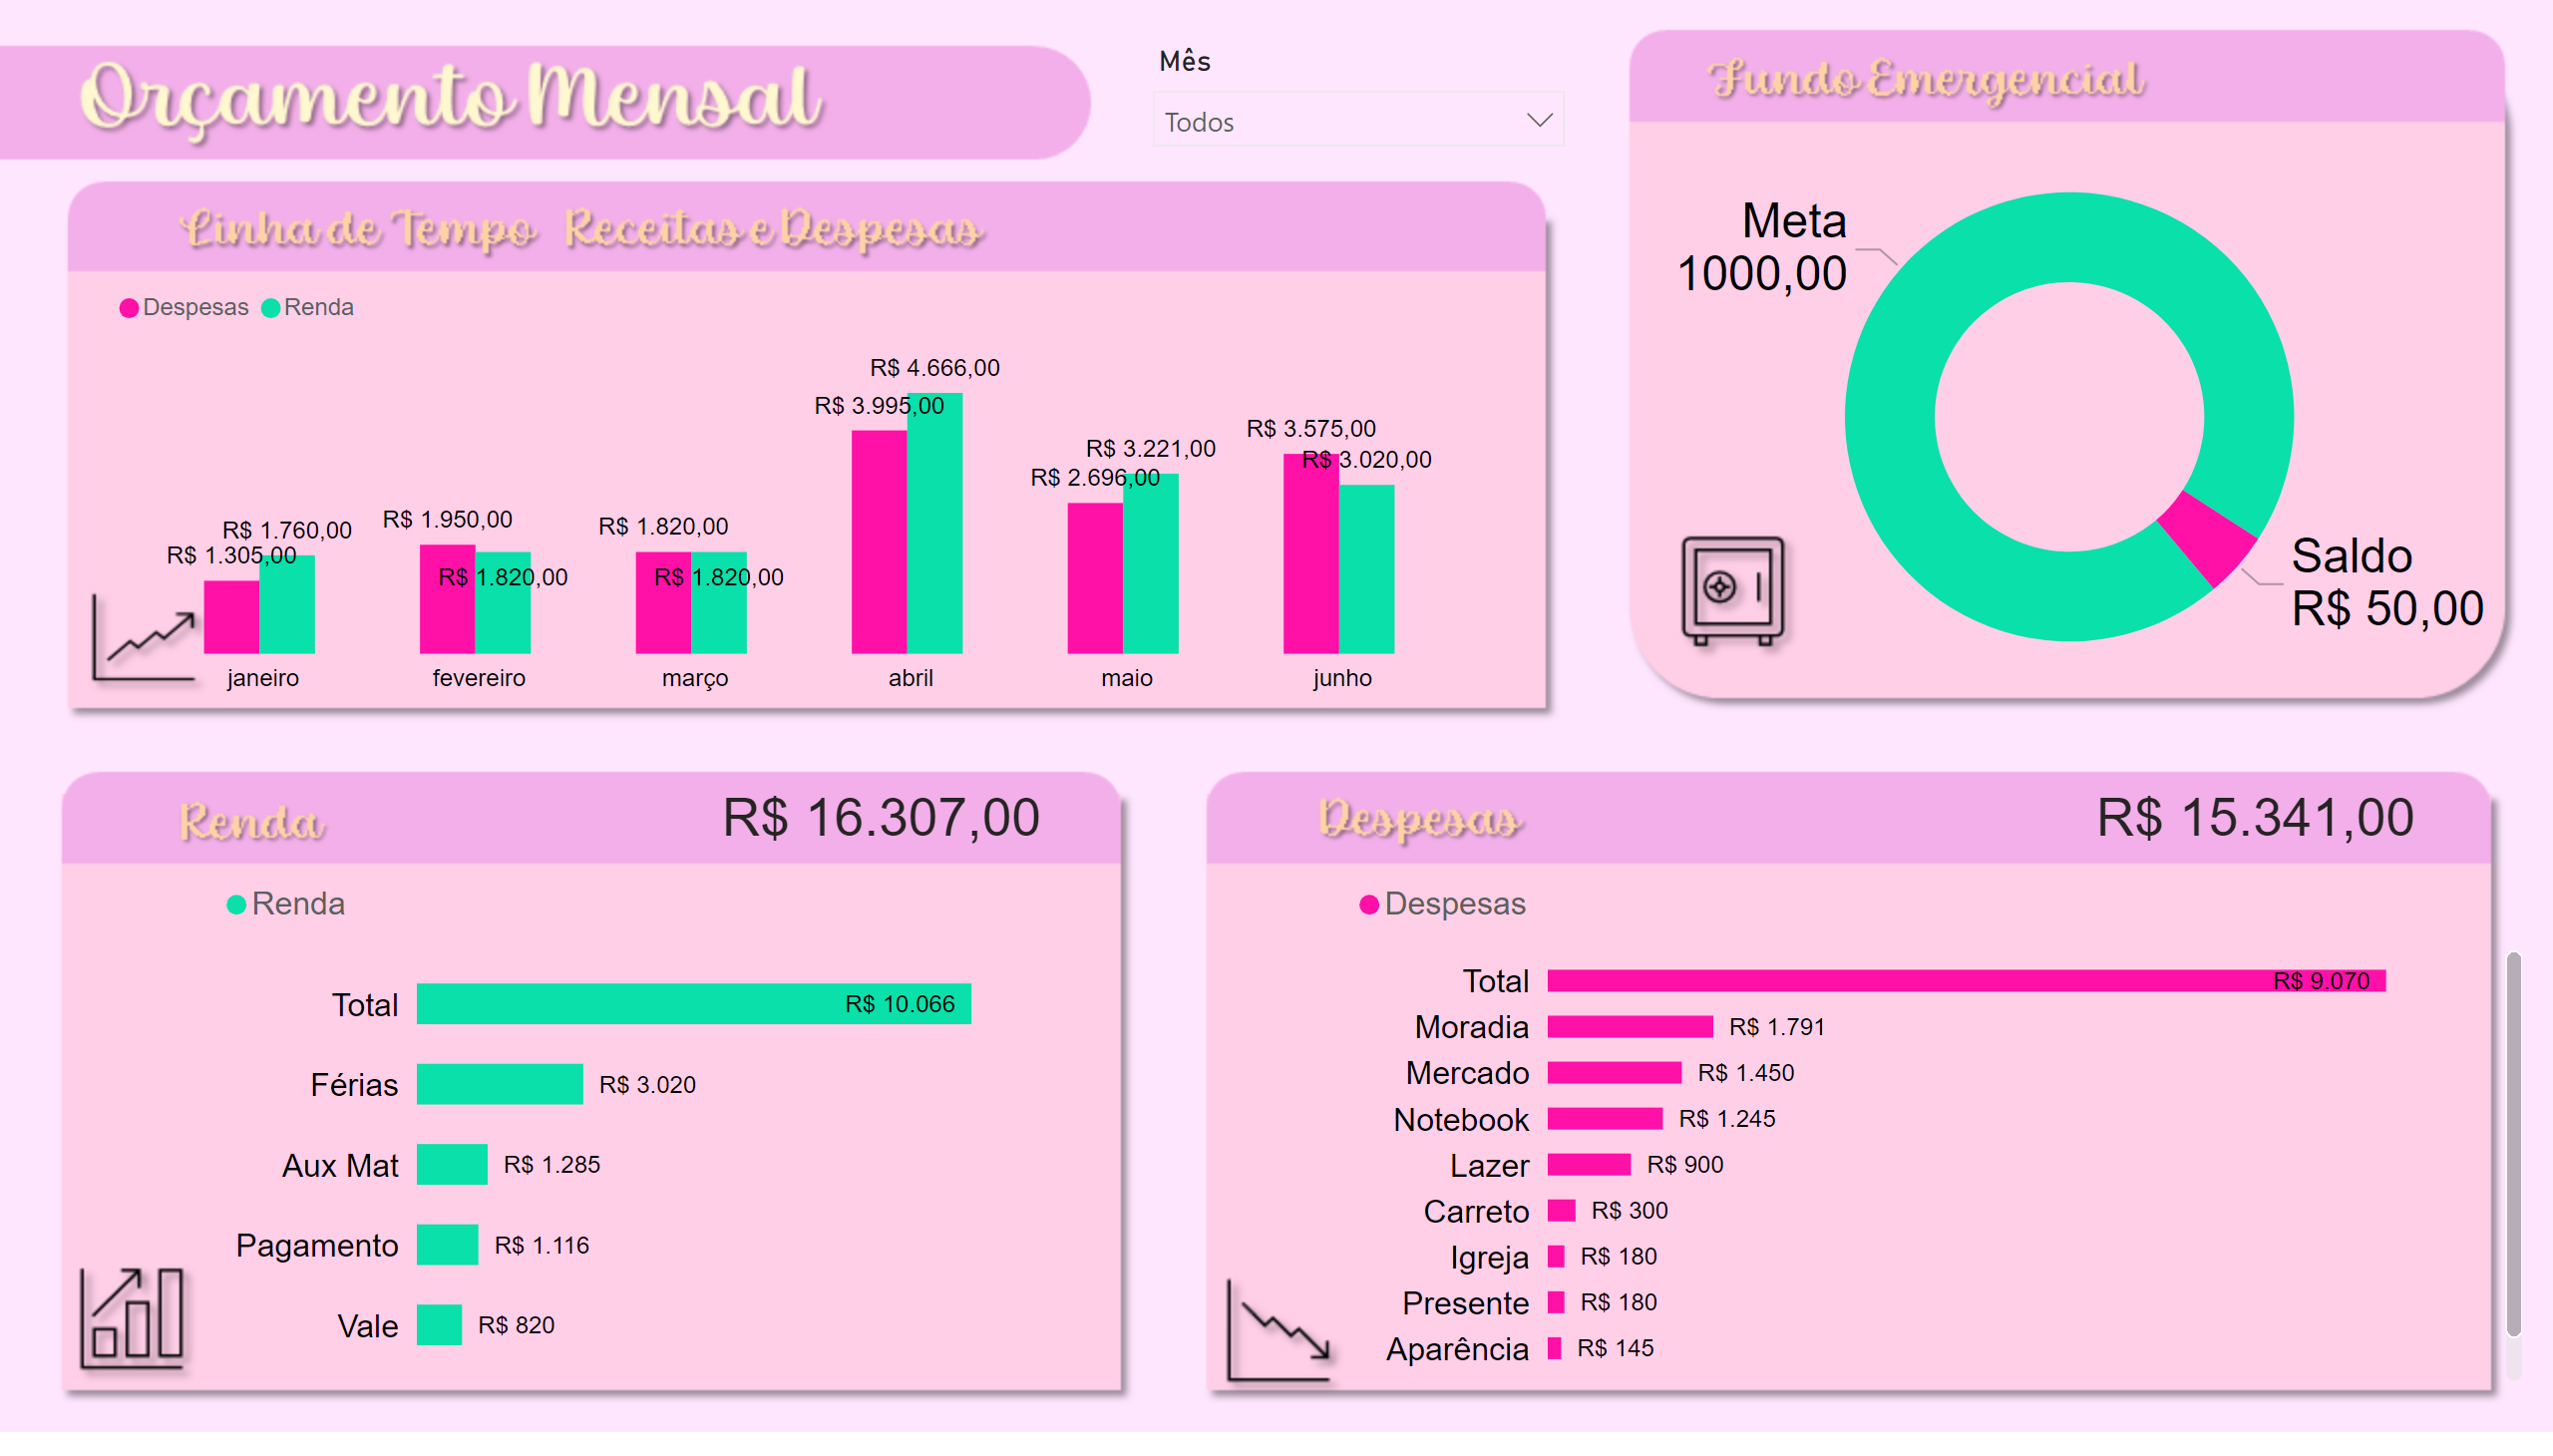 Orçamento Mensal
Mês
Todos
Fundo Emergencial
Meta
1000,00
Saldo
R$ 50,00
Linha de Tempo Receitas e Despesas
Despesas Renda
R$ 1.305,00
R$ 1.760,00
R$ 1.950,00
R$ 1.820,00
R$ 1.820,00
R$ 1.820,00
R$ 3.995,00
R$ 4.666,00
R$ 2.696,00
R$ 3.221,00
R$ 3.575,00
R$ 3.020,00
janeiro fevereiro março abril maio junho
Renda R$ 16.307,00
Renda
Total R$ 10.066
Férias R$ 3.020
Aux Mat R$ 1.285
Pagamento R$ 1.116
Vale R$ 820
Despesas R$ 15.341,00
Despesas
Total R$ 9.070
Moradia R$ 1.791
Mercado R$ 1.450
Notebook R$ 1.245
Lazer R$ 900
Carreto R$ 300
Igreja R$ 180
Presente R$ 180
Aparência R$ 145